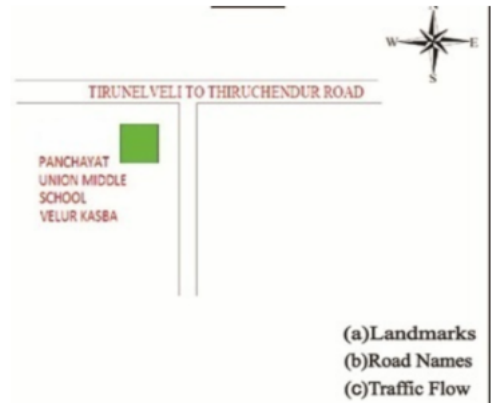 W E
S
TIRUNELVELI TO THIRUCHENDUR ROAD
PANCHAYAT
UNION MIDDLE
SCHOOL
VELUR KASBA
(a)Landmarks
(b)Road Names
(c)Traffic Flow